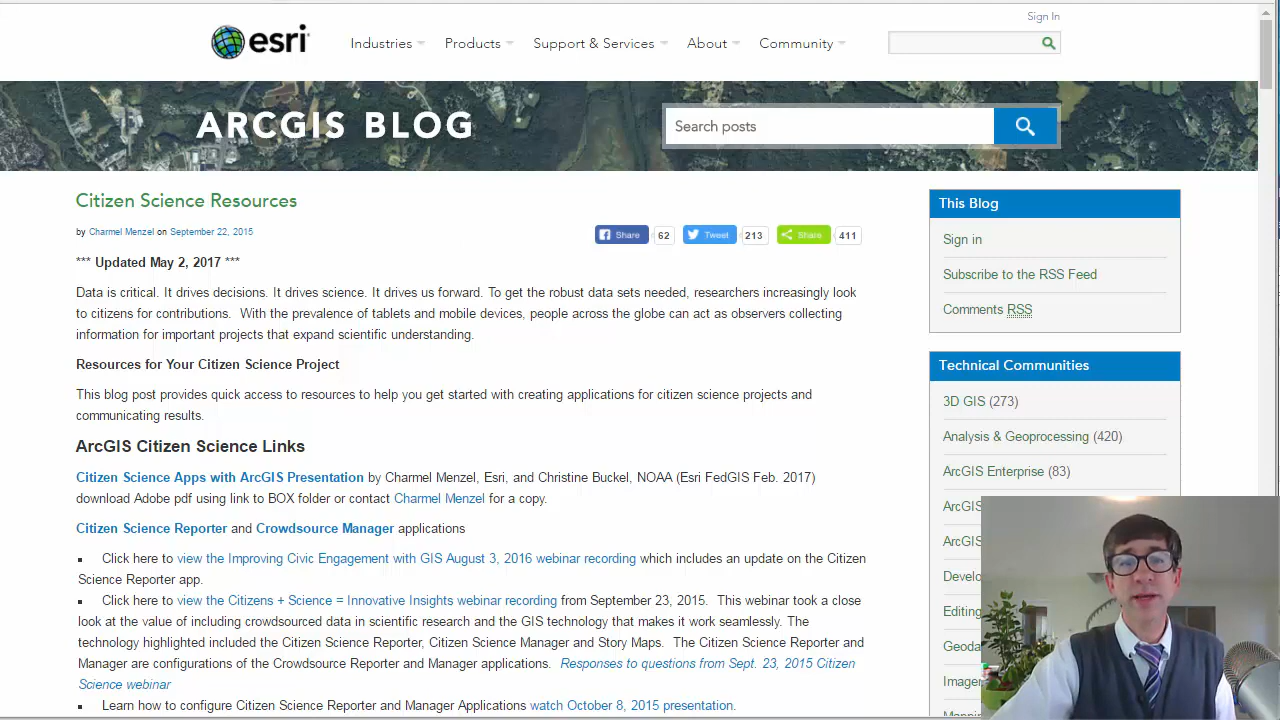 Sign In
esri
Industries Products Support & Services About Community
ARCGIS BLOG
Search posts
Citizen Science Resources
by Charmel Menzel on September 22, 2015
Share 62 Tweet 213 Share 411
*** Updated May 2, 2017 ***
Data is critical. It drives decisions. It drives science. It drives us forward. To get the robust data sets needed, researchers increasingly look
to citizens for contributions. With the prevalence of tablets and mobile devices, people across the globe can act as observers collecting
information for important projects that expand scientific understanding.
Resources for Your Citizen Science Project
This blog post provides quick access to resources to help you get started with creating applications for citizen science projects and
communicating results.
ArcGIS Citizen Science Links
Citizen Science Apps with ArcGIS Presentation by Charmel Menzel, Esri, and Christine Buckel, NOAA (Esri FedGIS Feb. 2017)
download Adobe pdf using link to BOX folder or contact Charmel Menzel for a copy.
Citizen Science Reporter and Crowdsource Manager applications
▪ Click here to view the Improving Civic Engagement with GIS August 3, 2016 webinar recording which includes an update on the Citizen
Science Reporter app.
▪ Click here to view the Citizens + Science = Innovative Insights webinar recording from September 23, 2015. This webinar took a close
look at the value of including crowdsourced data in scientific research and the GIS technology that makes it work seamlessly. The
technology highlighted included the Citizen Science Reporter, Citizen Science Manager and Story Maps. The Citizen Science Reporter and
Manager are configurations of the Crowdsource Reporter and Manager applications. Responses to questions from Sept. 23, 2015 Citizen
Science webinar
▪ Learn how to configure Citizen Science Reporter and Manager Applications watch October 8, 2015 presentation.
This Blog
Sign in
Subscribe to the RSS Feed
Comments RSS
Technical Communities
3D GIS (273)
Analysis & Geoprocessing (420)
ArcGIS Enterprise (83)
ArcGIS
ArcGIS
Develo
Editing
Geoda
Imager